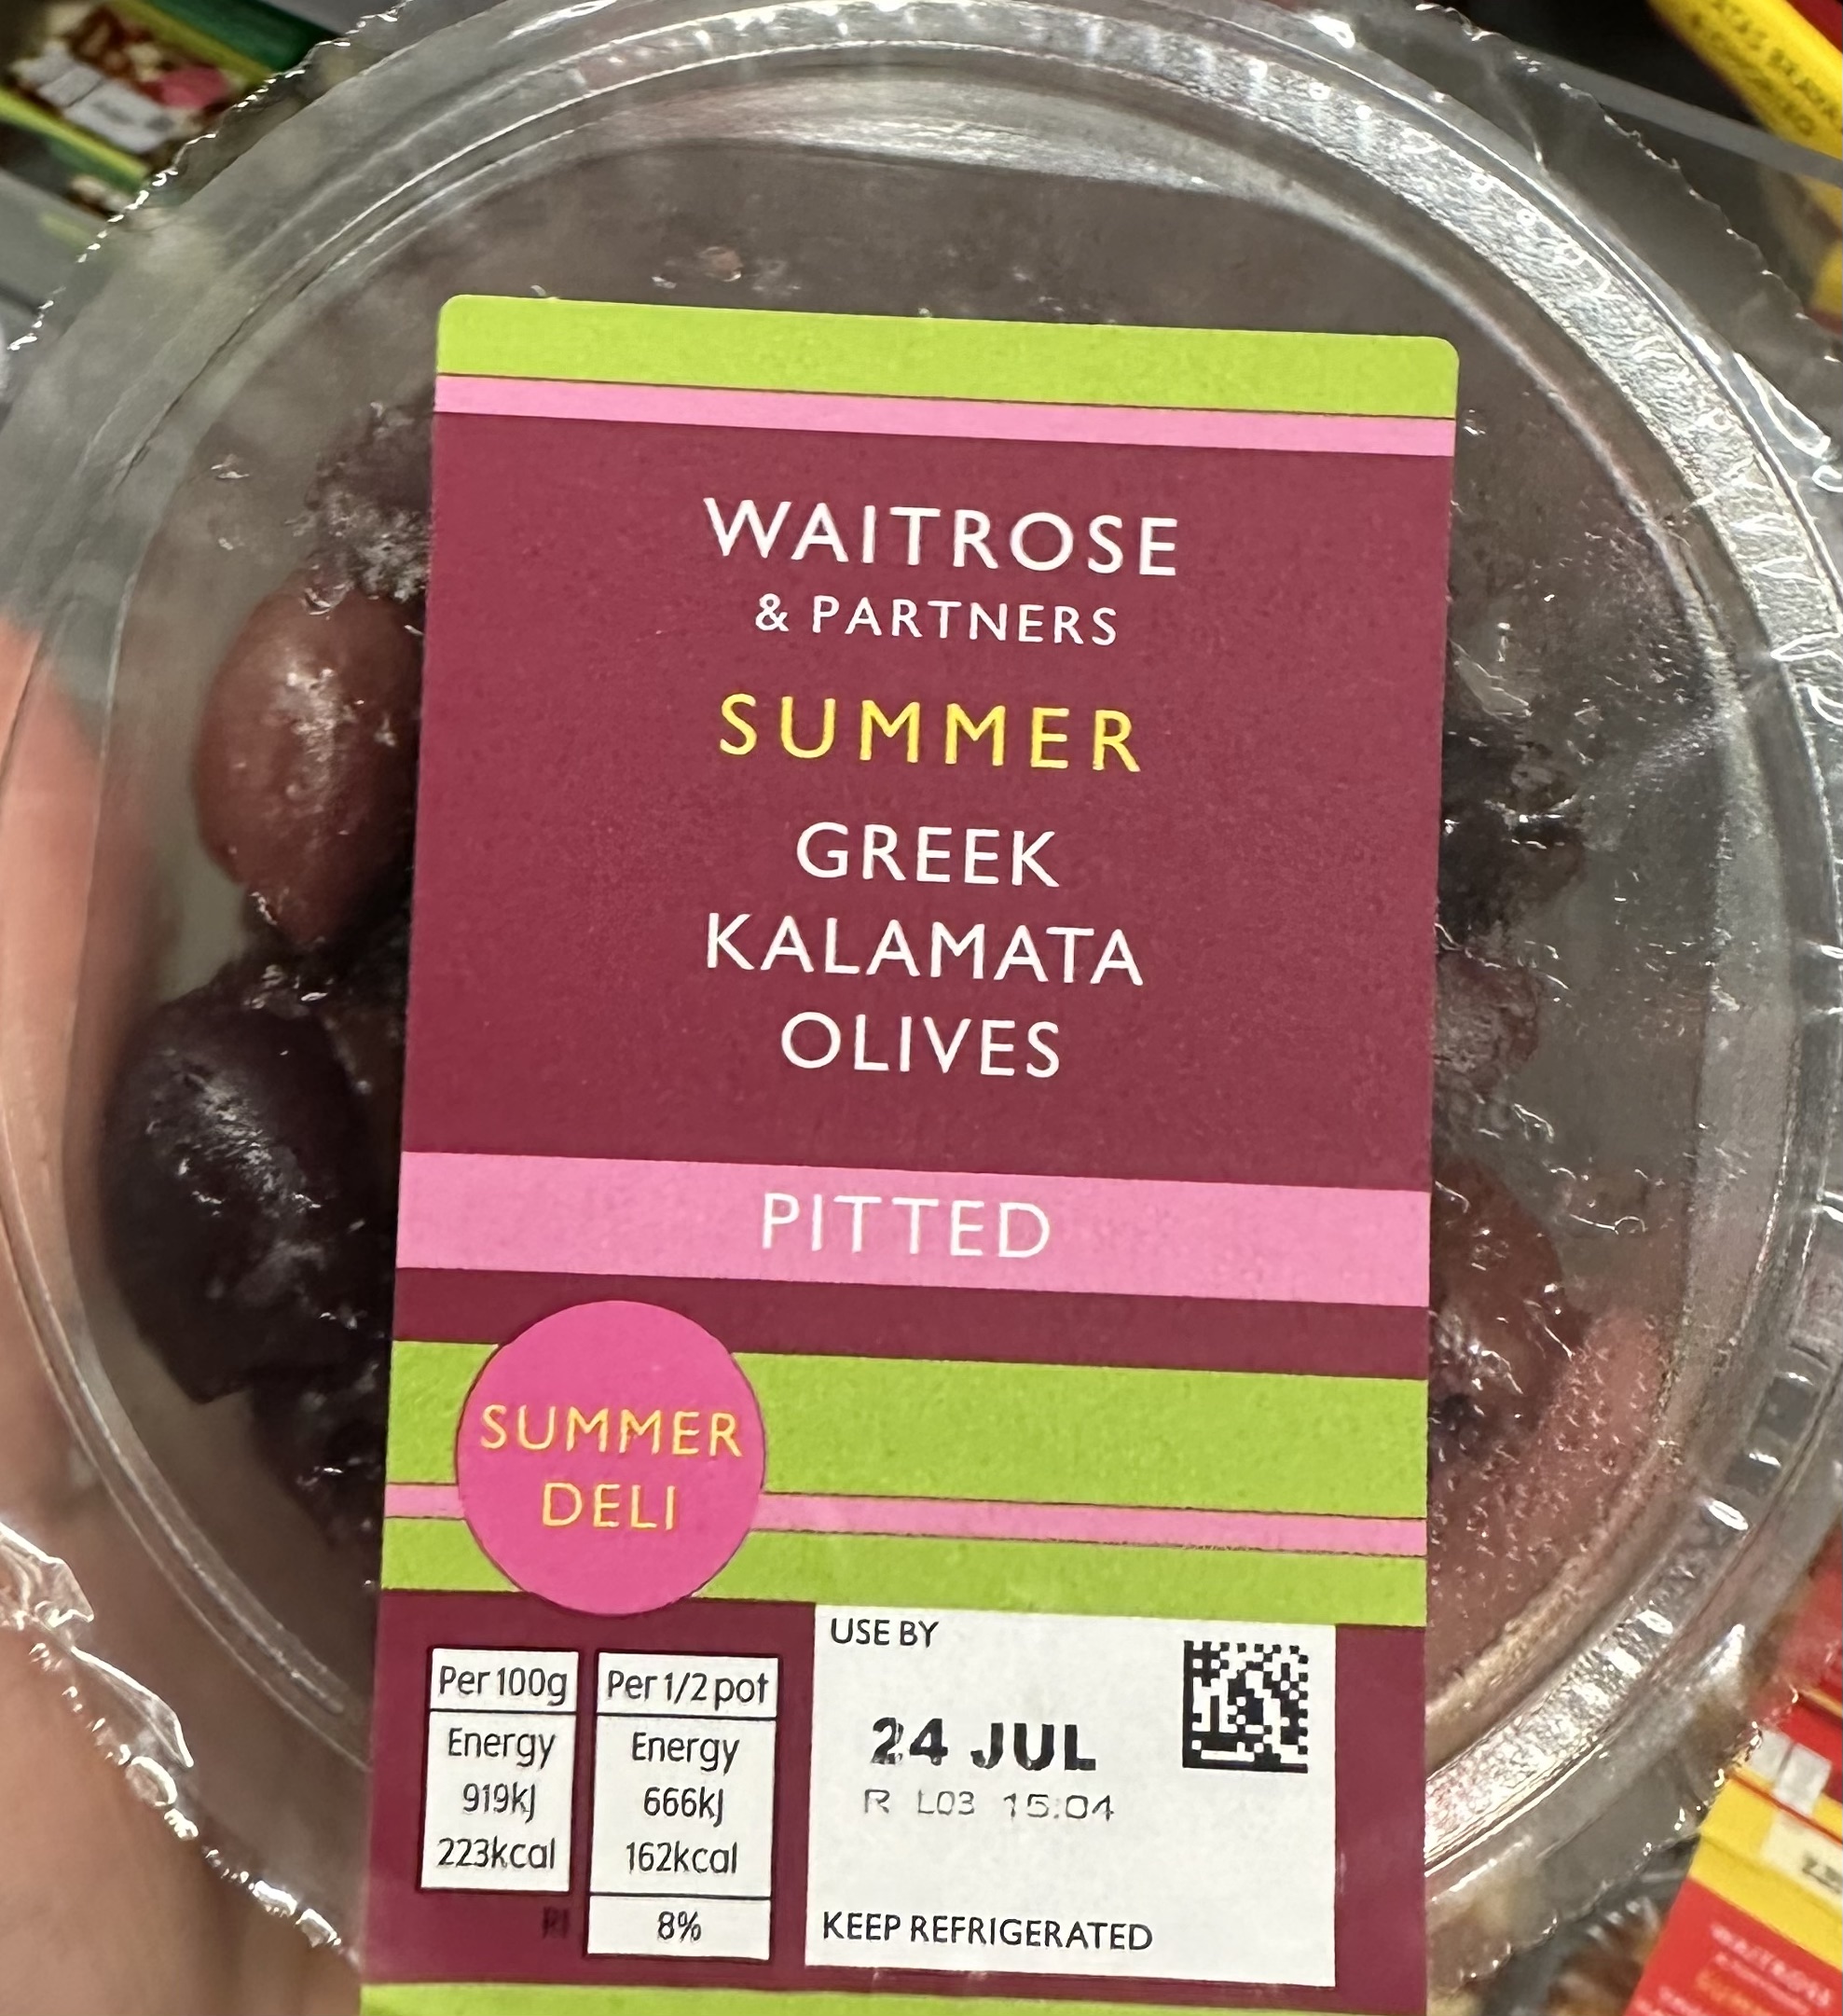 WAITROSE
& PARTNERS
SUMMER
GREEK
KALAMATA
OLIVES
PITTED
SUMMER
DELI
Per 100g
Energy
919kJ
223kcal
Per 1/2 pot
Energy
666kJ
162kcal
RI
8%
USE BY
24 JUL
R L03 15:04
KEEP REFRIGERATED